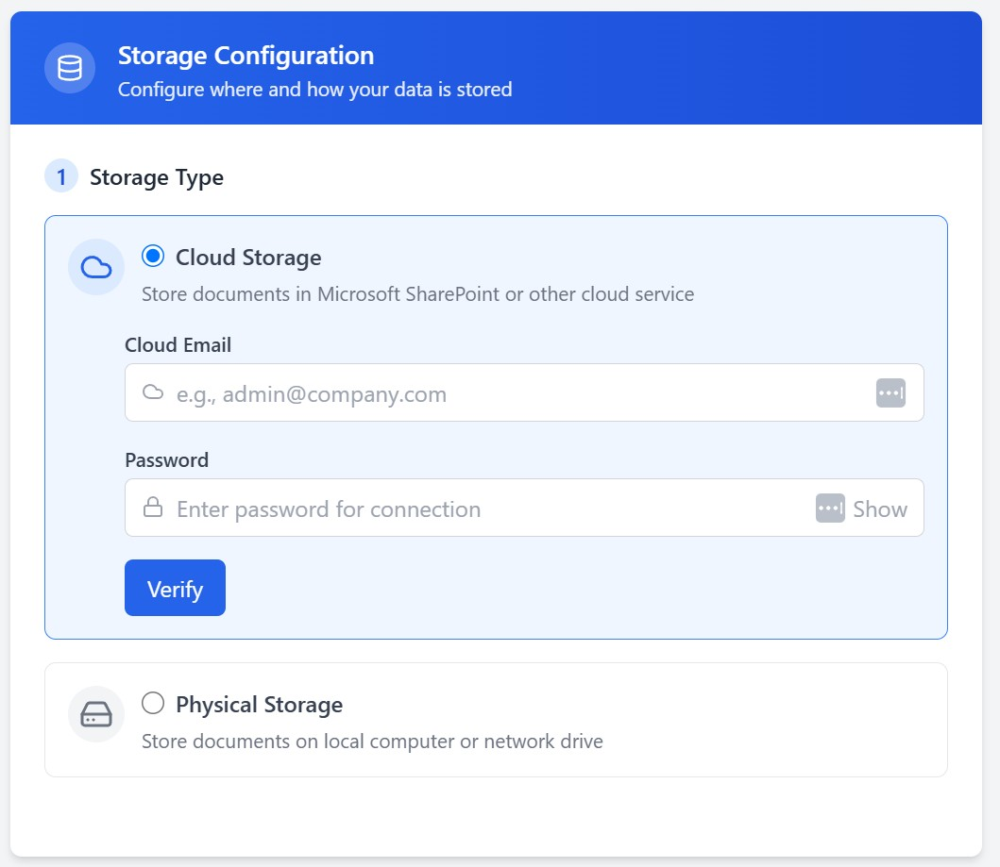 Storage Configuration
Configure where and how your data is stored
1 Storage Type
Cloud Storage
Store documents in Microsoft SharePoint or other cloud service
Cloud Email
e.g., admin@company.com
Password
Enter password for connection Show
Verify
Physical Storage
Store documents on local computer or network drive